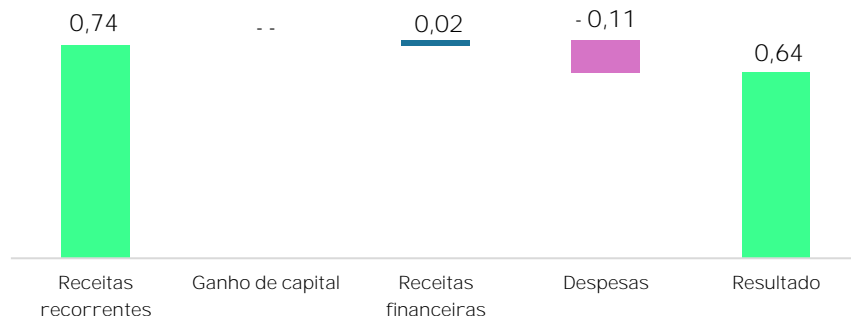 0,74
- -
0,02
- 0,11
0,64
Receitas
recorrentes
Ganho de capital
Receitas
financeiras
Despesas
Resultado